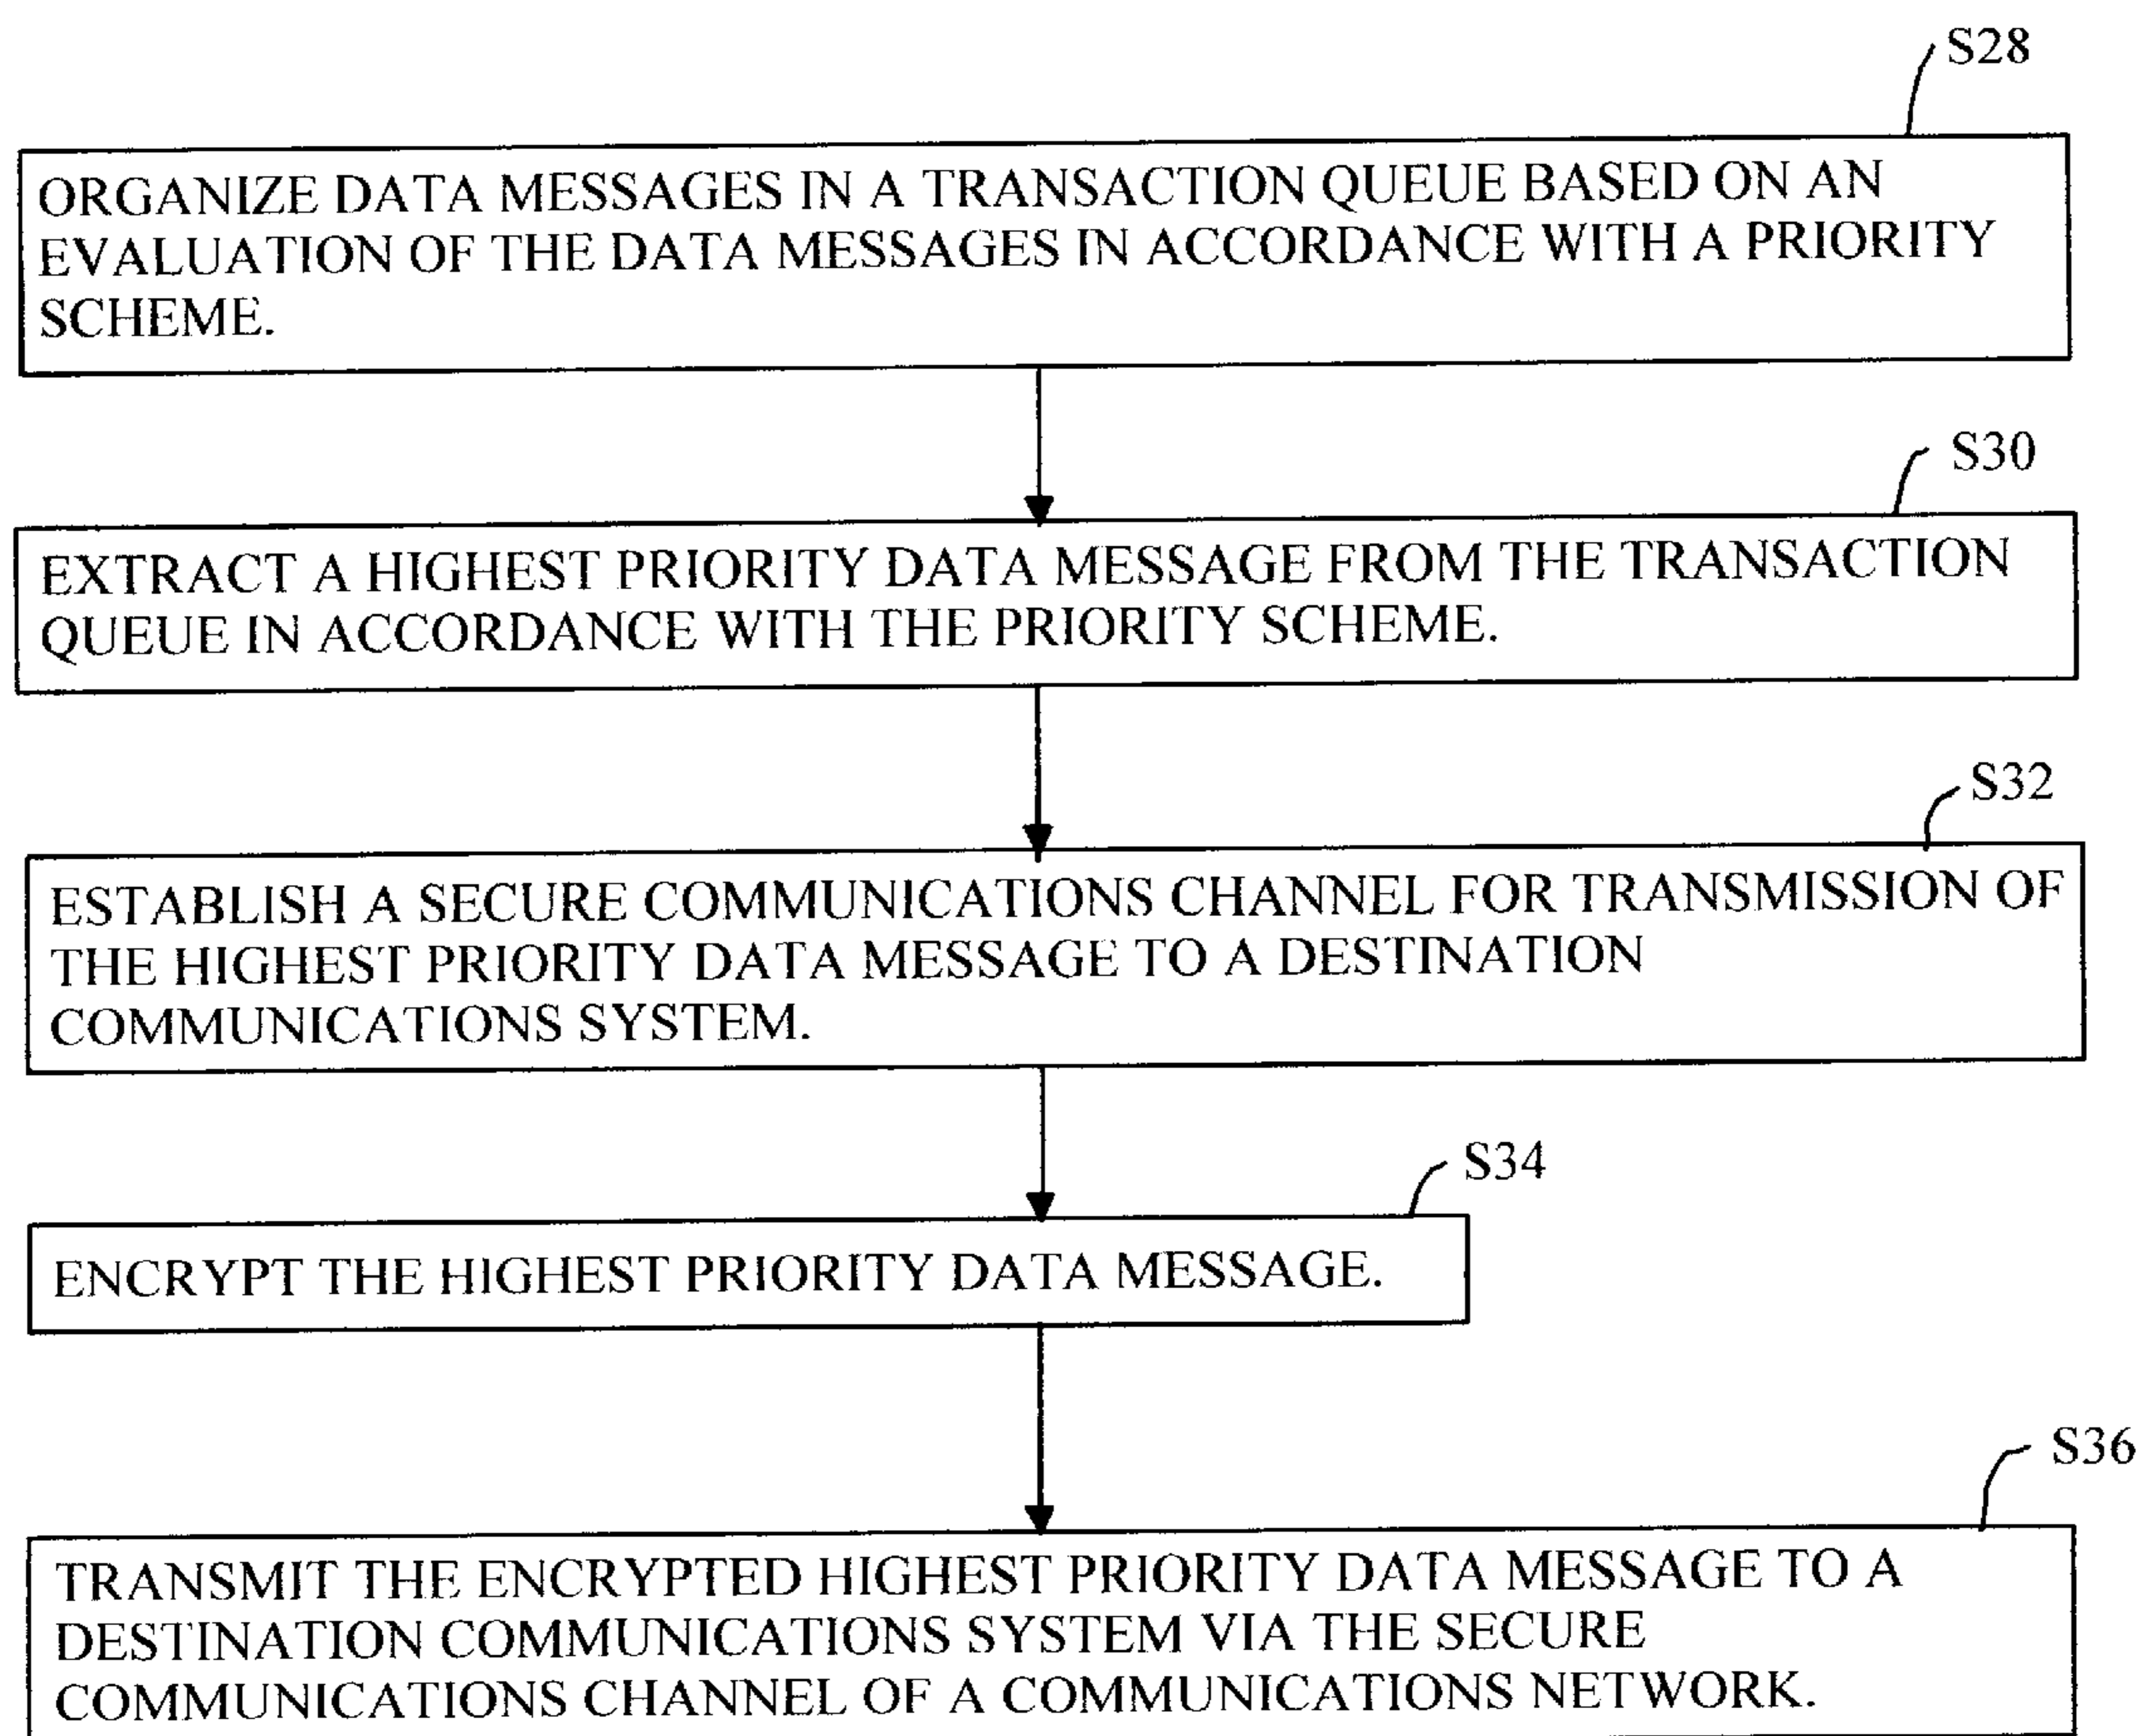 S28
ORGANIZE DATA MESSAGES IN A TRANSACTION QUEUE BASED ON AN
EVALUATION OF THE DATA MESSAGES IN ACCORDANCE WITH A PRIORITY
SCHEME.
S30
EXTRACT A HIGHEST PRIORITY DATA MESSAGE FROM THE TRANSACTION
QUEUE IN ACCORDANCE WITH THE PRIORITY SCHEME.
S32
ESTABLISH A SECURE COMMUNICATIONS CHANNEL FOR TRANSMISSION OF
THE HIGHEST PRIORITY DATA MESSAGE TO A DESTINATION
COMMUNICATIONS SYSTEM.
S34
ENCRYPT THE HIGHEST PRIORITY DATA MESSAGE.
S36
TRANSMIT THE ENCRYPTED HIGHEST PRIORITY DATA MESSAGE TO A
DESTINATION COMMUNICATIONS SYSTEM VIA THE SECURE
COMMUNICATIONS CHANNEL OF A COMMUNICATIONS NETWORK.